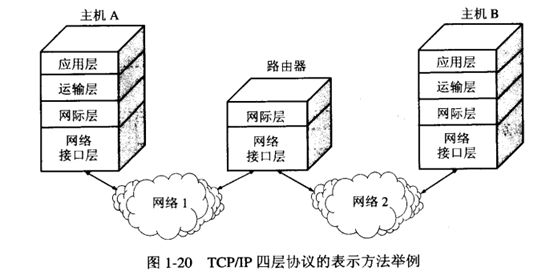 主机 A
应用层
运输层
网际层
网络
接口层
路由器
网际层
网络
接口层
主机 B
应用层
运输层
网际层
网络
接口层
网络 1
网络 2
图 1-20 TCP/IP 四层协议的表示方法举例